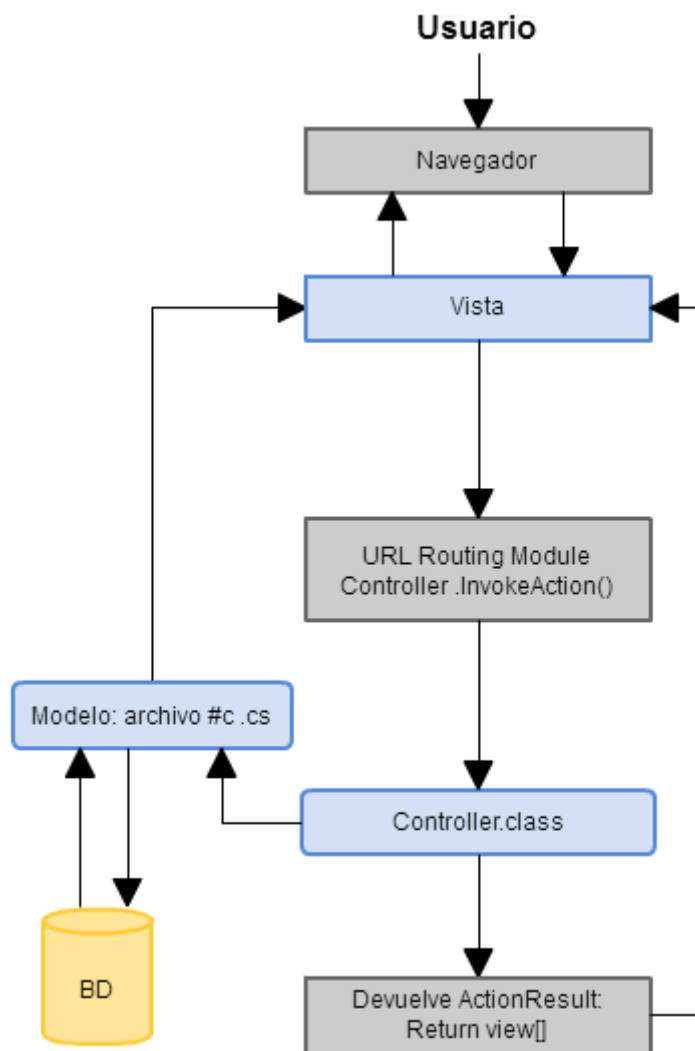 Usuario
Navegador
Vista
URL Routing Module
Controller .InvokeAction()
Modelo: archivo #c .cs
Controller.class
BD
Devuelve ActionResult:
Return view[]